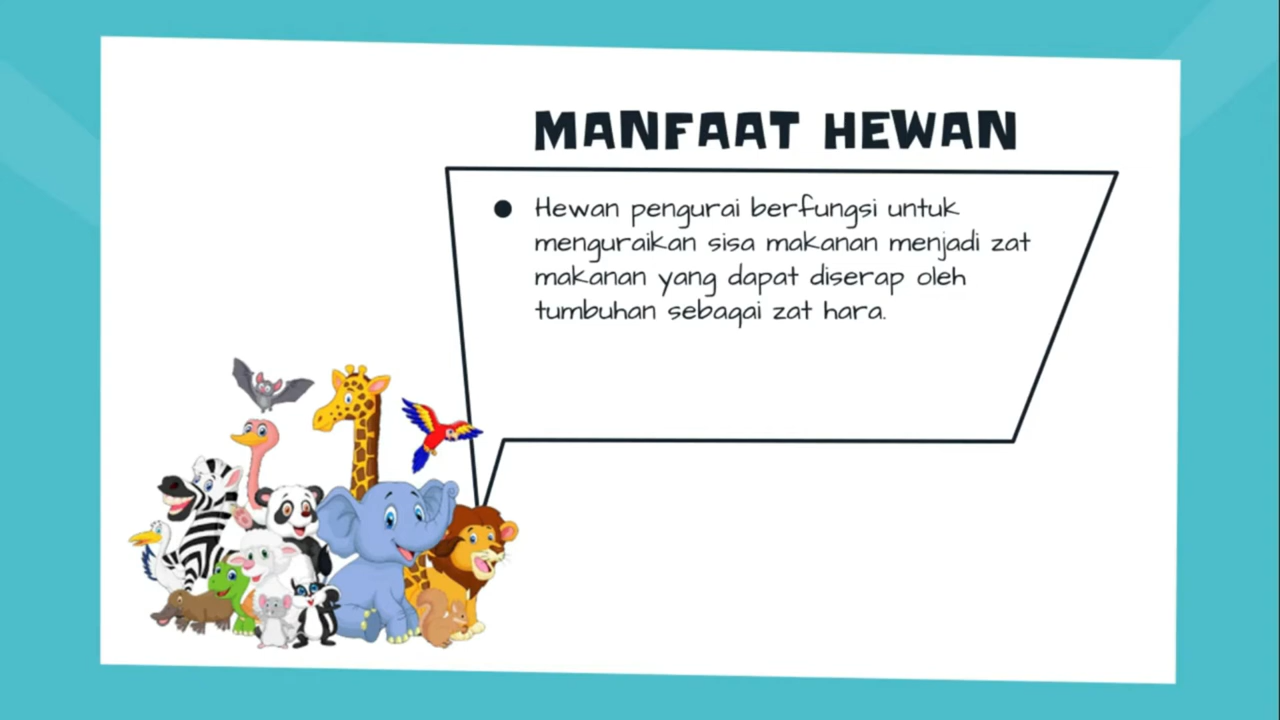 MANFAAT HEWAN
● Hewan pengurai berfungsi untuk
menguraikan sisa makanan menjadi zat
makanan yang dapat diserap oleh
tumbuhan sebagai zat hara.